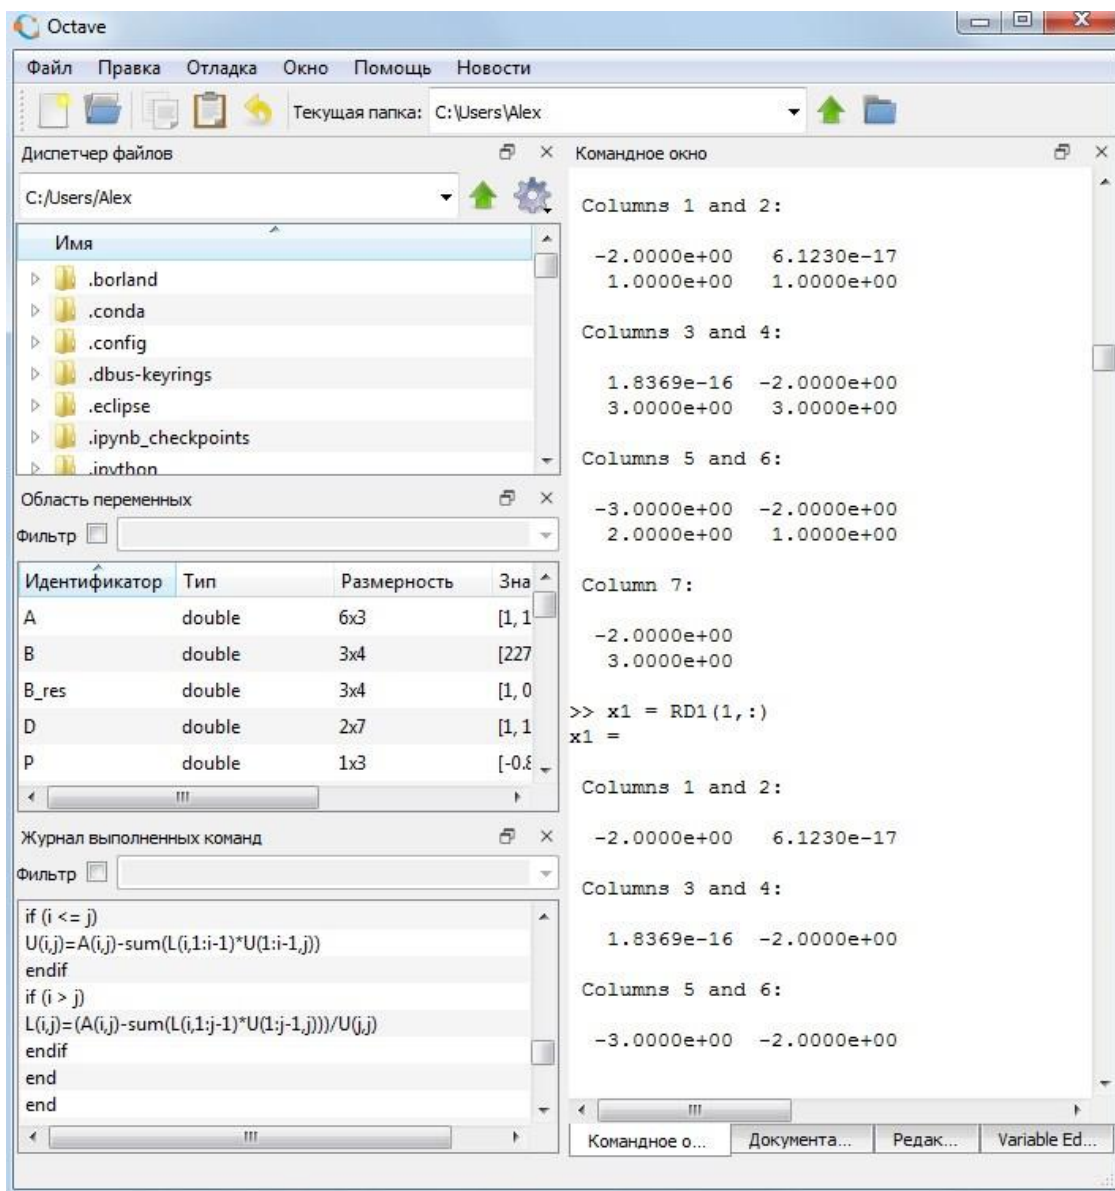 Octave
Файл Правка Отладка Окно Помощь Новости
Текущая папка: C:\Users\Alex
Диспетчер файлов
C:/Users/Alex
Имя
.borland
.conda
.config
.dbus-keyrings
.eclipse
.ipynb_checkpoints
.ipython
Область переменных
Фильтр
Идентификатор Тип Размерность Зна
A double 6x3 [1, 1
B double 3x4 [227
B_res double 3x4 [1, 0
D double 2x7 [1, 1
P double 1x3 [-0.8
Журнал выполненных команд
Фильтр
if (i <= j)
U(i,j)=A(i,j)-sum(L(i,1:i-1)*U(1:i-1,j))
endif
if (i > j)
L(i,j)=(A(i,j)-sum(L(i,1:j-1)*U(1:j-1,j)))/U(j,j)
endif
end
end
Командное окно
Columns 1 and 2:
-2.0000e+00 6.1230e-17
1.0000e+00 1.0000e+00
Columns 3 and 4:
1.8369e-16 -2.0000e+00
3.0000e+00 3.0000e+00
Columns 5 and 6:
-3.0000e+00 -2.0000e+00
2.0000e+00 1.0000e+00
Column 7:
-2.0000e+00
3.0000e+00
>> x1 = RD1(1,:)
x1 =
Columns 1 and 2:
-2.0000e+00 6.1230e-17
Columns 3 and 4:
1.8369e-16 -2.0000e+00
Columns 5 and 6:
-3.0000e+00 -2.0000e+00
Командное о... Документа... Редак... Variable Ed...